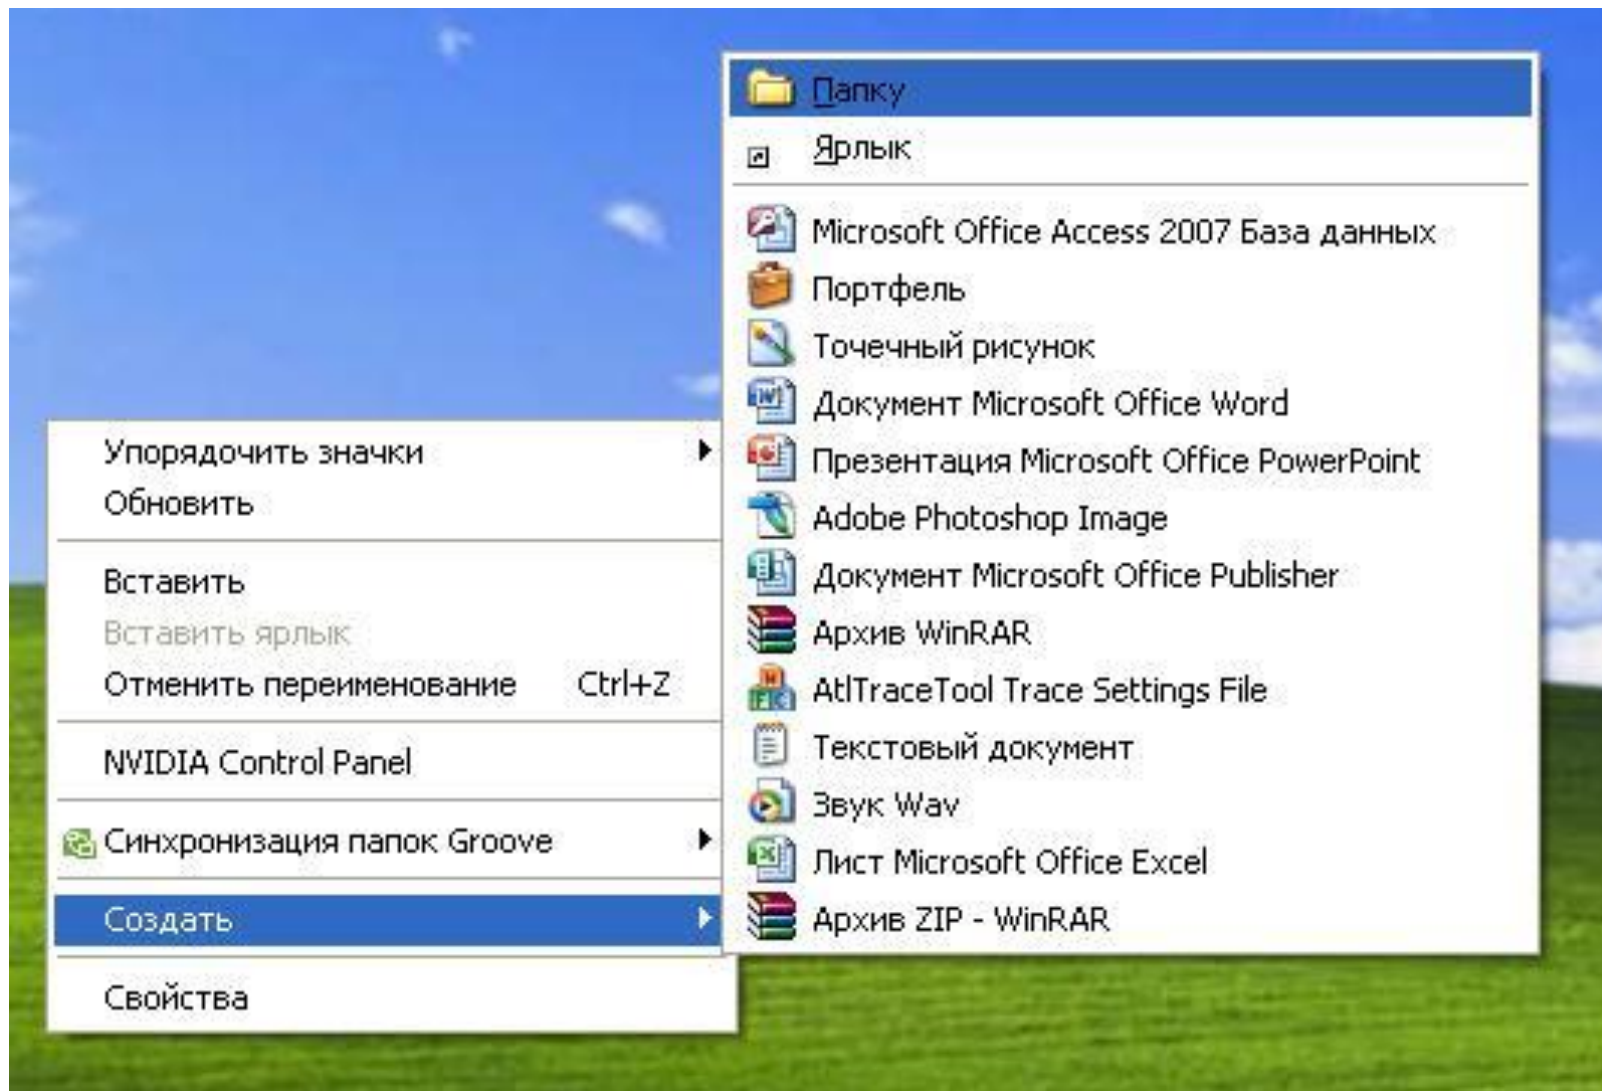 Папку
Ярлык
Microsoft Office Access 2007 База данных
Портфель
Точечный рисунок
Документ Microsoft Office Word
Презентация Microsoft Office PowerPoint
Adobe Photoshop Image
Документ Microsoft Office Publisher
Архив WinRAR
AtlTraceTool Trace Settings File
Текстовый документ
Звук Wav
Лист Microsoft Office Excel
Архив ZIP - WinRAR
Упорядочить значки
Обновить
Вставить
Вставить ярлык
Отменить переименование Ctrl+Z
NVIDIA Control Panel
Синхронизация папок Groove
Создать
Свойства